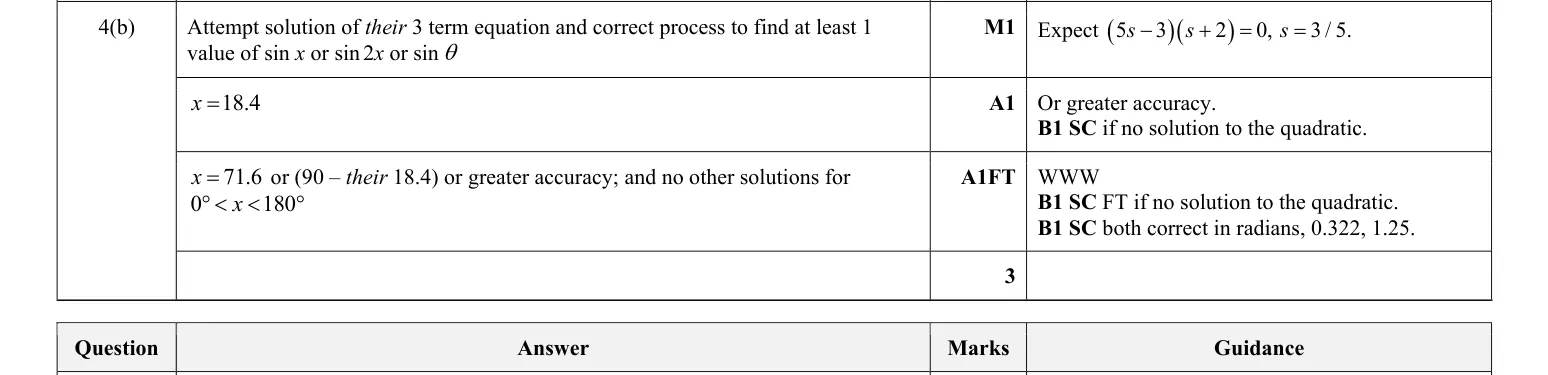 4(b) Attempt solution of their 3 term equation and correct process to find at least 1 M1 Expect (5s − 3)(s + 2) = 0, s = 3 / 5.
value of sin x or sin 2x or sin θ
x = 18.4 A1 Or greater accuracy.
B1 SC if no solution to the quadratic.
x = 71.6 or (90 – their 18.4) or greater accuracy; and no other solutions for A1FT WWW
0° < x < 180° B1 SC FT if no solution to the quadratic.
B1 SC both correct in radians, 0.322, 1.25.
3
Question Answer Marks Guidance